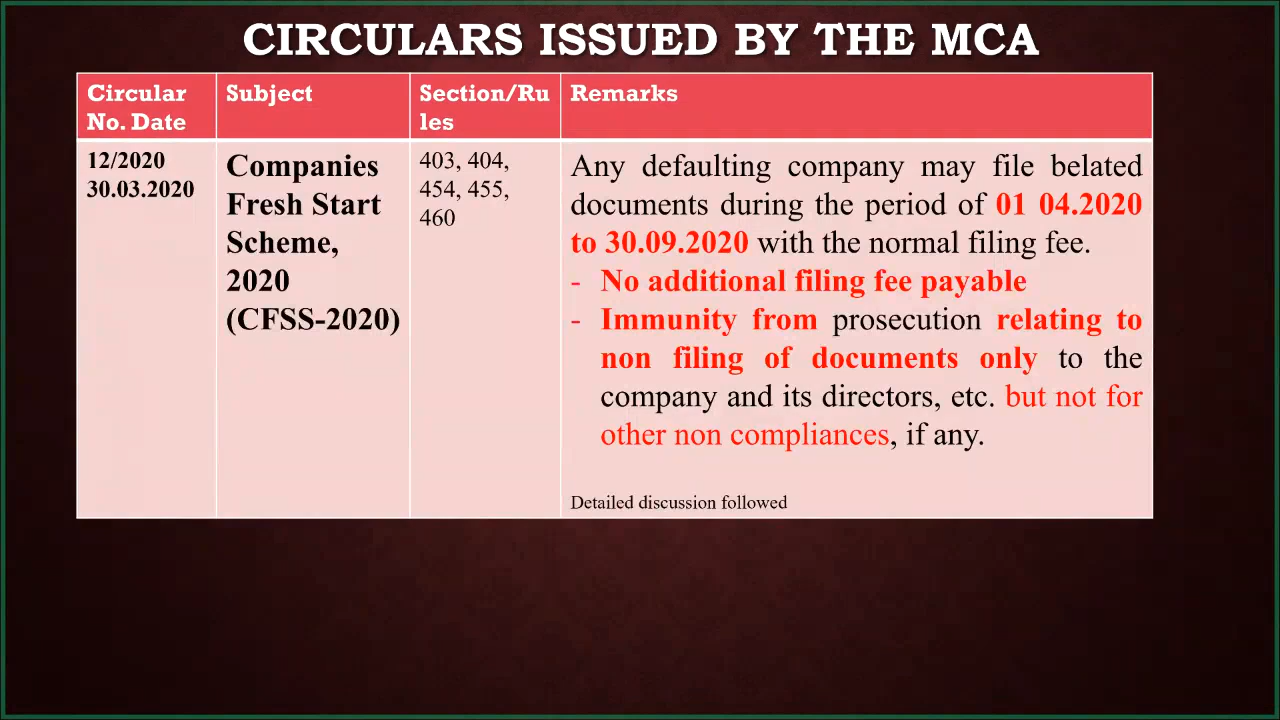 CIRCULARS ISSUED BY THE MCA
Circular
No. Date
Subject
Section/Ru
les
Remarks
12/2020
30.03.2020
Companies
Fresh Start
Scheme,
2020
(CFSS-2020)
403, 404,
454, 455,
460
Any defaulting company may file belated
documents during the period of 01 04.2020
to 30.09.2020 with the normal filing fee.
- No additional filing fee payable
- Immunity from prosecution relating to
non filing of documents only to the
company and its directors, etc. but not for
other non compliances, if any.
Detailed discussion followed